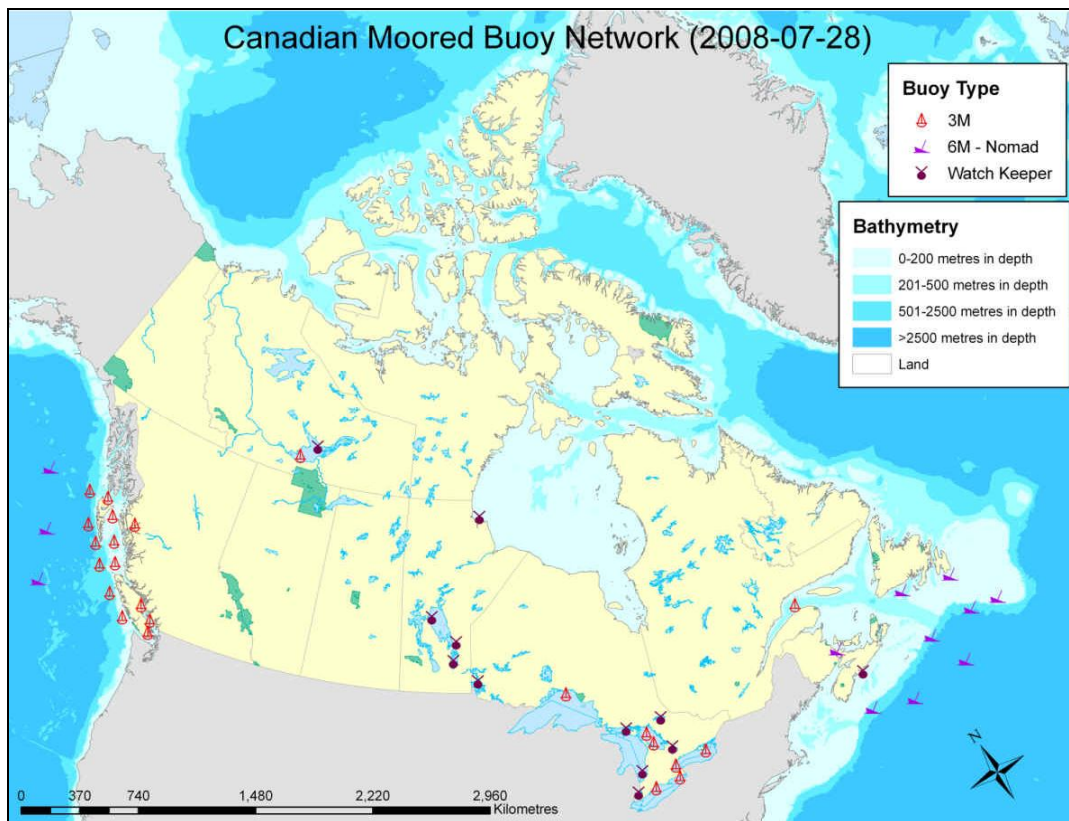 Canadian Moored Buoy Network (2008-07-28)
Buoy Type
3M
6M - Nomad
Watch Keeper
Bathymetry
0-200 metres in depth
201-500 metres in depth
501-2500 metres in depth
>2500 metres in depth
Land
N
0 370 740 1,480 2,220 2,960
Kilometres